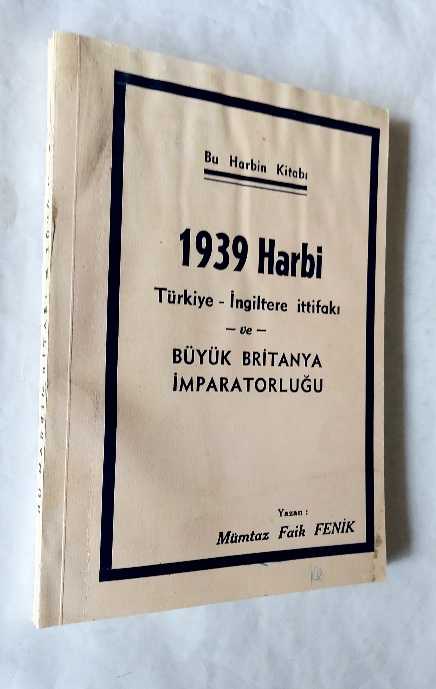 Bu Harbin Kitabı
1939 Harbi
Türkiye - İngiltere ittifakı
— ve —
BÜYÜK BRİTANYA
İMPARATORLUĞU
Yazan :
Mümtaz Faik FENİK